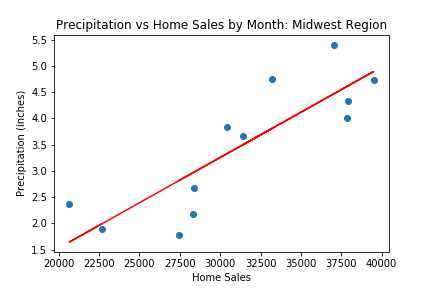 Precipitation vs Home Sales by Month: Midwest Region
5.5
5.0
4.5
4.0
3.5
3.0
2.5
2.0
1.5
Precipitation (inches)
20000 22500 25000 27500 30000 32500 35000 37500 40000
Home Sales